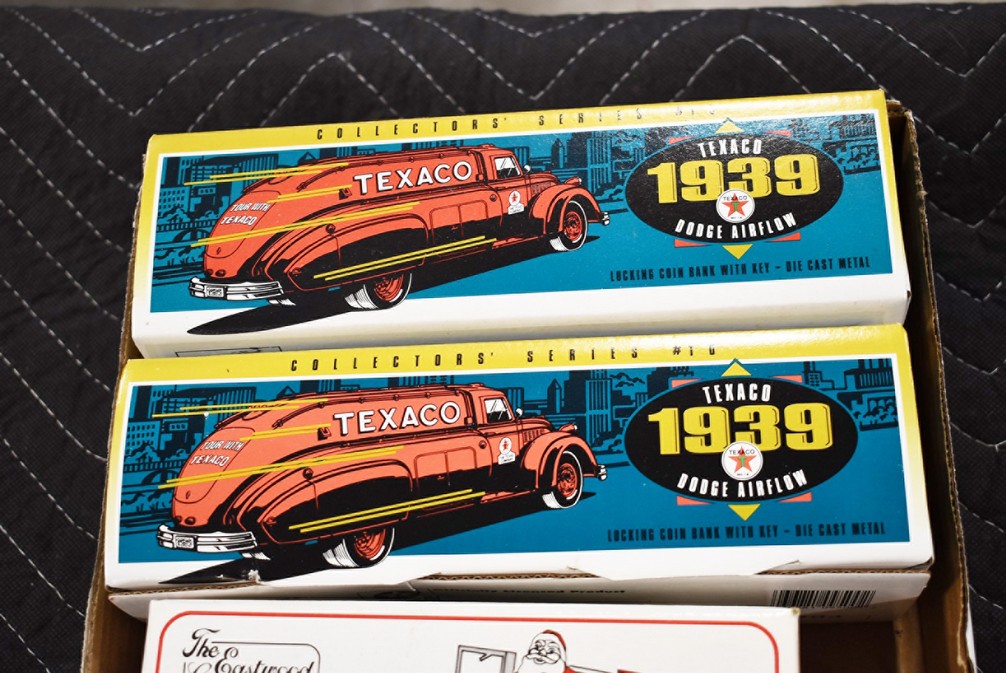 COLLECTORS' SERIES
TEXACO
TOUR WITH
TEXACO
TEXACO
1939
TEXACO
DODGE AIRFLOW
LOCKING COIN BANK WITH KEY - DIE CAST METAL
COLLECTORS' SERIES #10
TEXACO
TOUR WITH
TEXACO
TEXACO
1939
TEXACO
DODGE AIRFLOW
LOCKING COIN BANK WITH KEY - DIE CAST METAL
Licensed Product
The
Eastwood